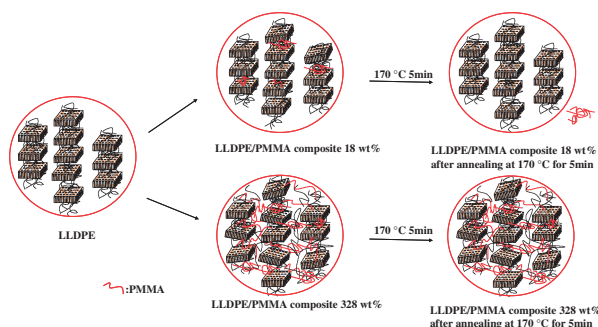 170 °C 5min
LLDPE/PMMA composite 18 wt%
LLDPE/PMMA composite 18 wt%
after annealing at 170 °C for 5min
LLDPE
170 °C 5min
:PMMA
LLDPE/PMMA composite 328 wt%
LLDPE/PMMA composite 328 wt%
after annealing at 170 °C for 5min